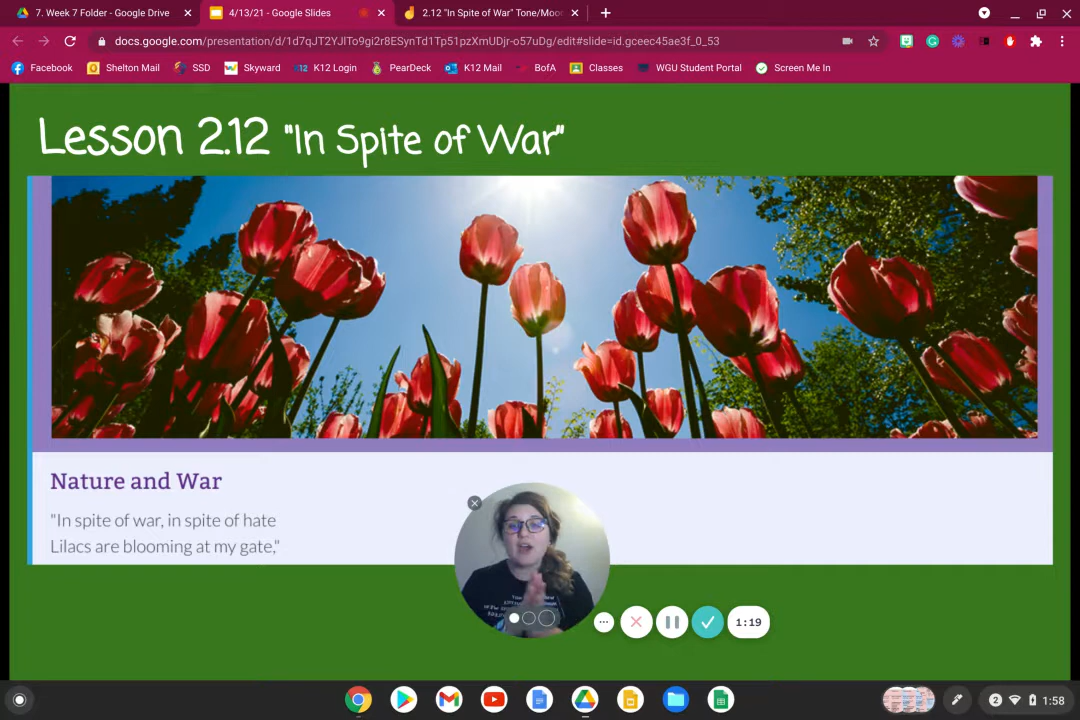 7. Week 7 Folder - Google Drive
4/13/21 - Google Slides
2.12 "In Spite of War" Tone/Moo
docs.google.com/presentation/d/1d7qJT2YJlTo9gi2r8ESynTd1Tp51pzXmUDjr-o57uDg/edit#slide=id.gceec45ae3f_0_53
Facebook
Shelton Mail
SSD
Skyward
K12 Login
PearDeck
K12 Mail
BofA
Classes
WGU Student Portal
Screen Me In
Lesson 2.12 "In Spite of War"
Nature and War
"In spite of war, in spite of hate
Lilacs are blooming at my gate,"
1:19
2
1:58